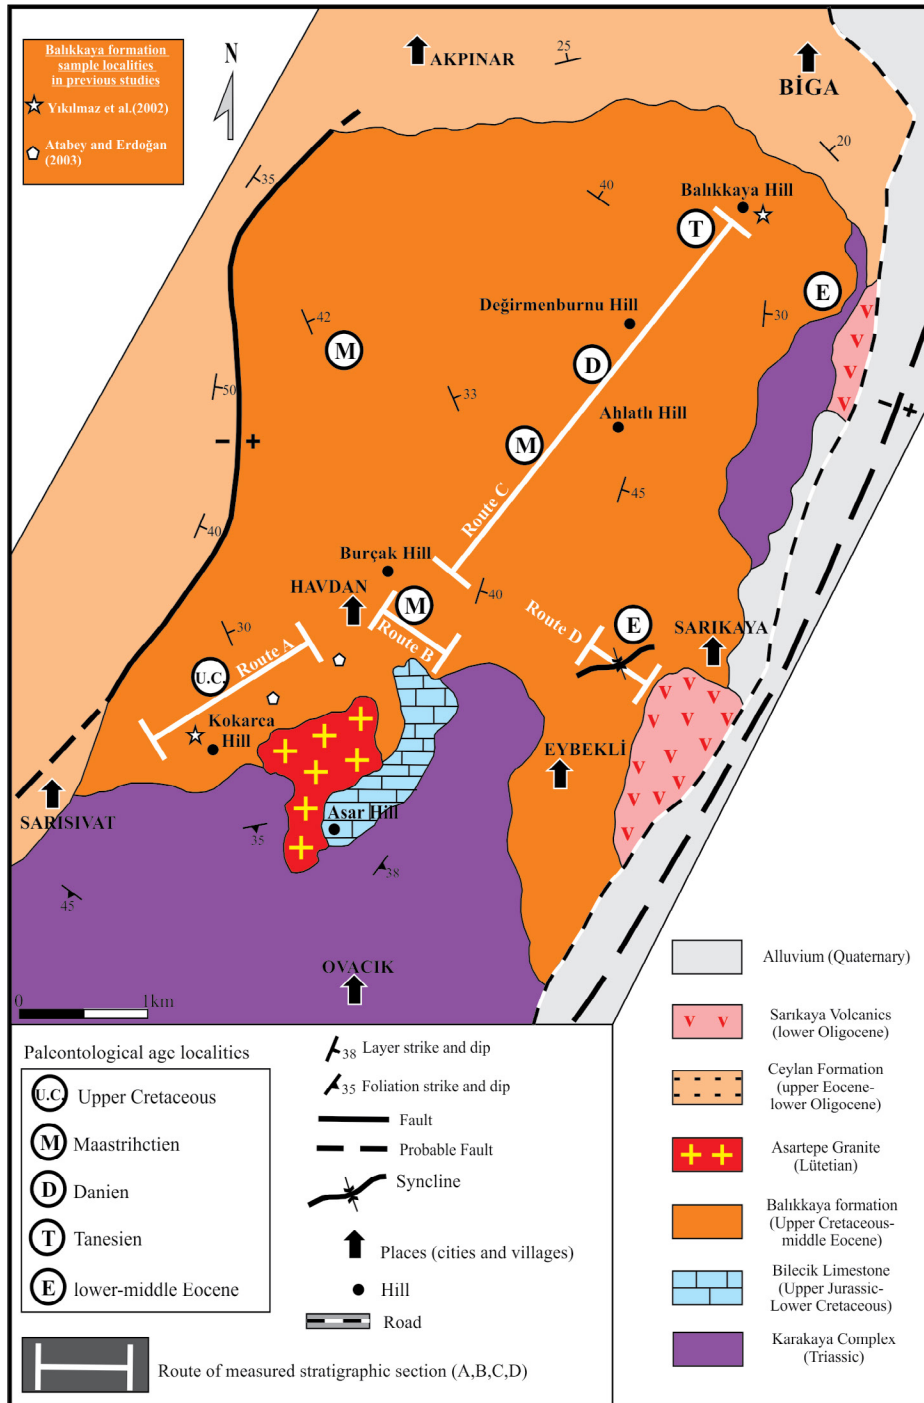 Balıkkaya formation
sample localities
in previous studies
Yıkılmaz et al.(2002)
Atabey and Erdoğan
(2003)
N
AKPINAR
25
BİGA
20
35
40
Balıkkaya Hill
T
E
Değirmenburnu Hill
30
42
M
D
50
33
Ahlatlı Hill
- +
- +
M
45
Route C
40
Burçak Hill
HAVDAN
40
M
Route D
E
SARIKAYA
30
Route A
Route B
U.C.
Kokarca
Hill
EYBEKLİ
SARISIVAT
Asar Hill
35
38
45
OVACIK
0 1km
Paleontological age localities
U.C. Upper Cretaceous
M Maastrihctien
D Danien
T Tanesien
E lower-middle Eocene
Route of measured stratigraphic section (A,B,C,D)
38 Layer strike and dip
35 Foliation strike and dip
Fault
Probable Fault
Syncline
Places (cities and villages)
Hill
Road
Alluvium (Quaternary)
v v
Sarıkaya Volcanics
(lower Oligocene)
Ceylan Formation
(upper Eocene-
lower Oligocene)
Asartepe Granite
(Lütetian)
Balıkkaya formation
(Upper Cretaceous-
middle Eocene)
Bilecik Limestone
(Upper Jurassic-
Lower Cretaceous)
Karakaya Complex
(Triassic)